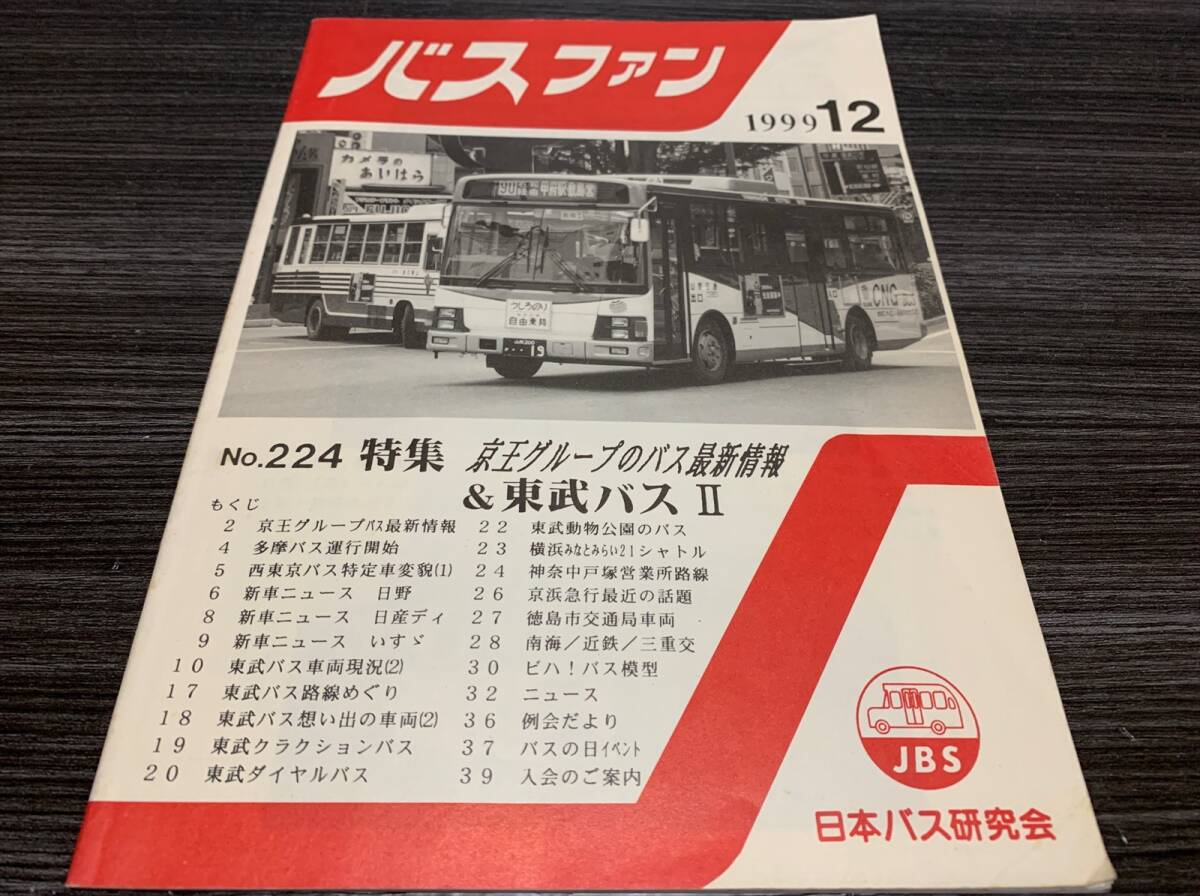 バスファン
1999 12
カメラの
あいはら
90
うしろのり
自由乗降
19
出口
CNG
No.224 特集 京王グループのバス最新情報
&東武バスⅡ
もくじ
2 京王グループバス最新情報
4 多摩バス運行開始
5 西東京バス特定車変貌(1)
6 新車ニュース 日野
8 新車ニュース 日産ディ
9 新車ニュース いすゞ
10 東武バス車両現況(2)
17 東武バス路線めぐり
18 東武バス想い出の車両(2)
19 東武クラクションバス
20 東武ダイヤルバス
22 東武動物公園のバス
23 横浜みなとみらい21シャトル
24 神奈中戸塚営業所路線
26 京浜急行最近の話題
27 徳島市交通局車両
28 南海/近鉄/三重交
30 ビハ!バス模型
32 ニュース
36 例会だより
37 バスの日イベント
39 入会のご案内
JBS
日本バス研究会